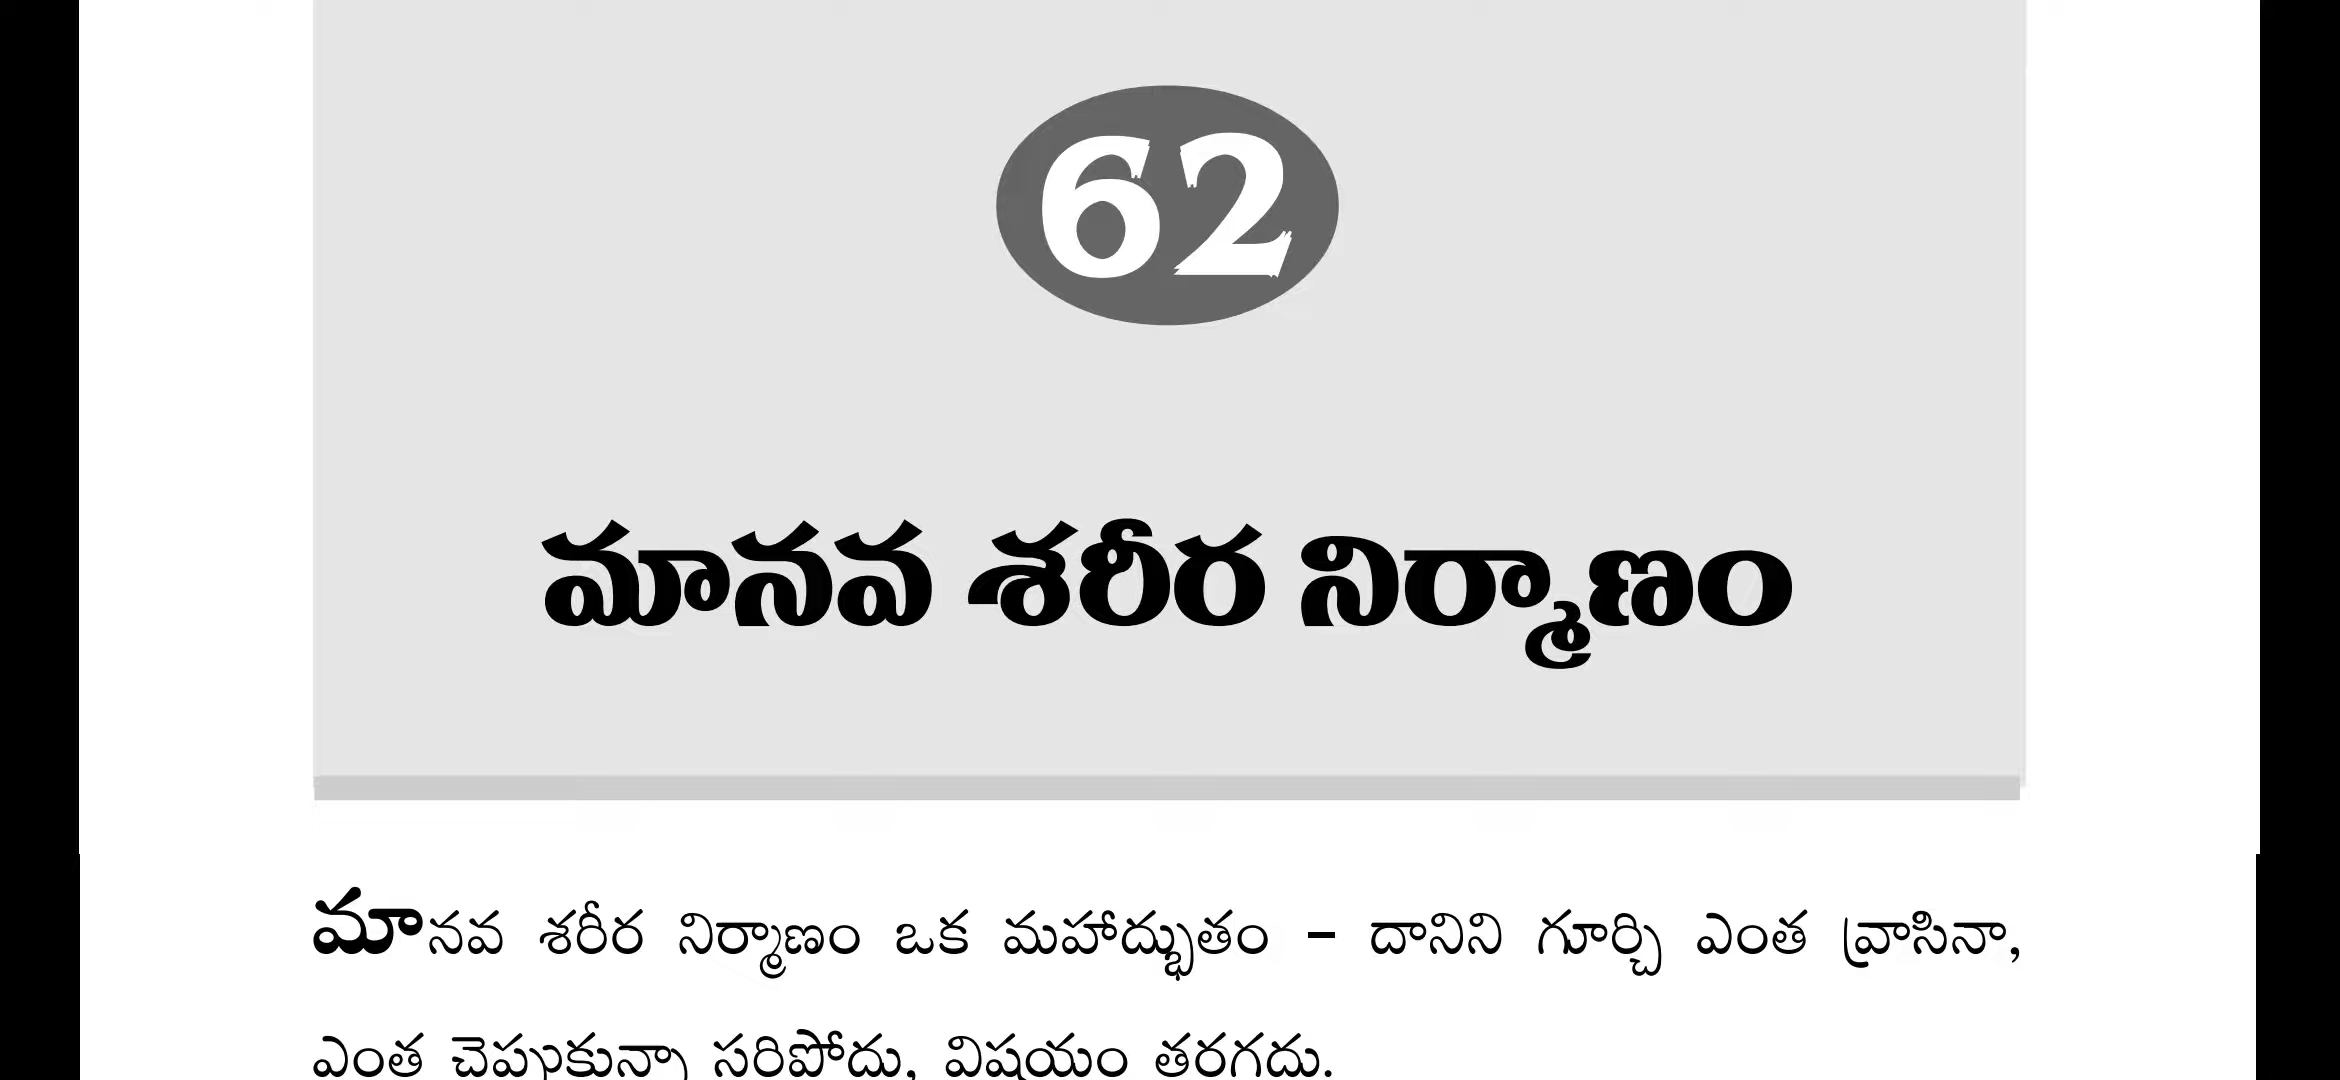 62
మానవ శరీర నిర్మాణం
మానవ శరీర నిర్మాణం ఒక మహాద్భుతం – దానిని గూర్చి ఎంత వ్రాసినా,
ఎంత చెప్పుకున్నా సరిపోదు, విషయం తరగదు.